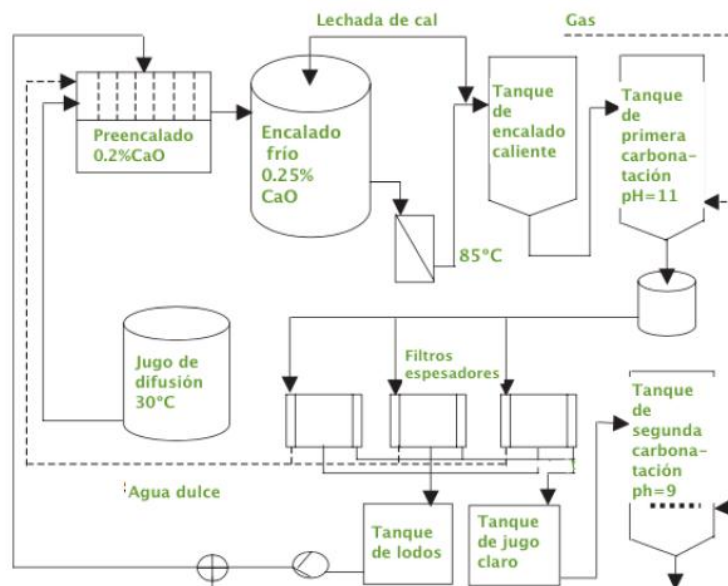 Lechada de cal
Gas
Preencalado
0.2%CaO
Encalado
frío
0.25%
CaO
Tanque
de
encalado
caliente
Tanque
de
primera
carbona-
tación
pH=11
85°C
Jugo de
difusión
30°C
Filtros
espesadores
Tanque
de
segunda
carbona-
tación
ph=9
Agua dulce
Tanque
de lodos
Tanque
de jugo
claro